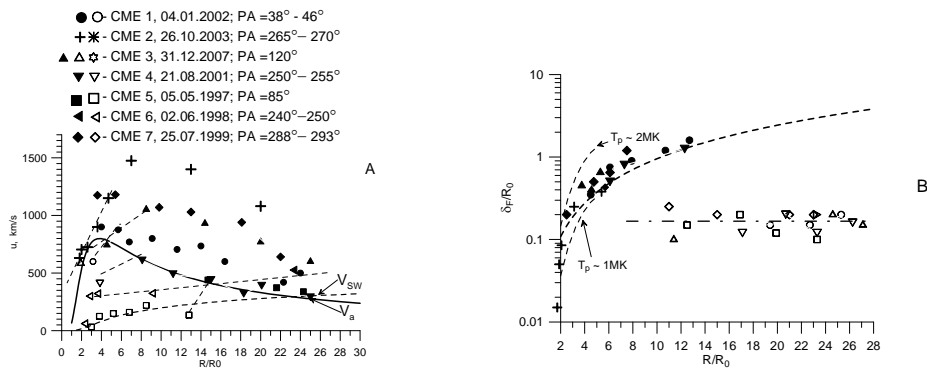 CME 1, 04.01.2002; PA =38° - 46°
CME 2, 26.10.2003; PA =265°– 270°
CME 3, 31.12.2007; PA =120°
CME 4, 21.08.2001; PA =250°– 255°
CME 5, 05.05.1997; PA =85°
CME 6, 02.06.1998; PA =240°–250°
CME 7, 25.07.1999; PA =288°– 293°
A
u, km/s
1500
1000
500
0
V_SW
V_a
0 2 4 6 8 10 12 14 16 18 20 22 24 26 28 30
R/R0
B
δ_F/R_0
10
1
0.1
0.01
T_p ~ 2MK
T_p ~ 1MK
2 4 6 8 10 12 14 16 18 20 22 24 26 28
R/R_0